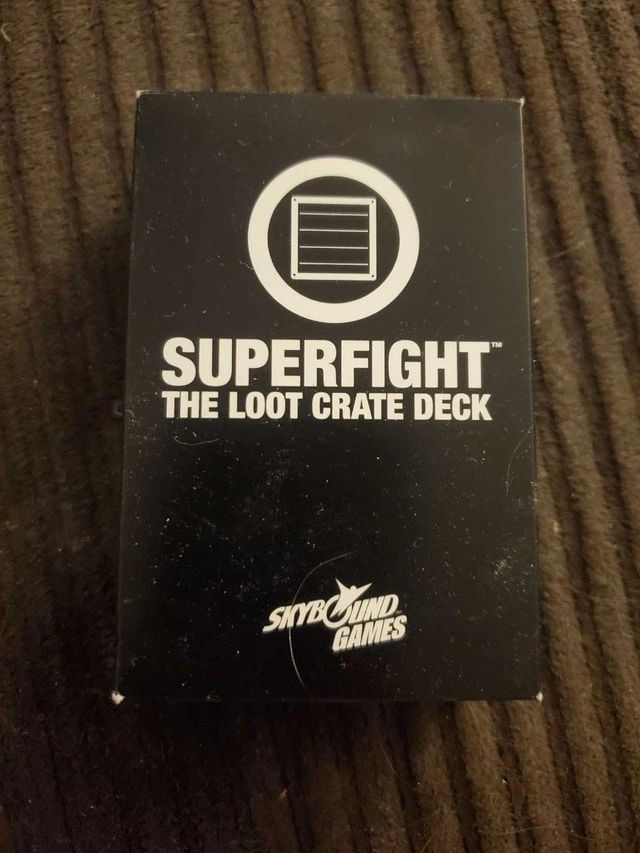 SUPERFIGHT™
THE LOOT CRATE DECK
SKYBOUND
GAMES